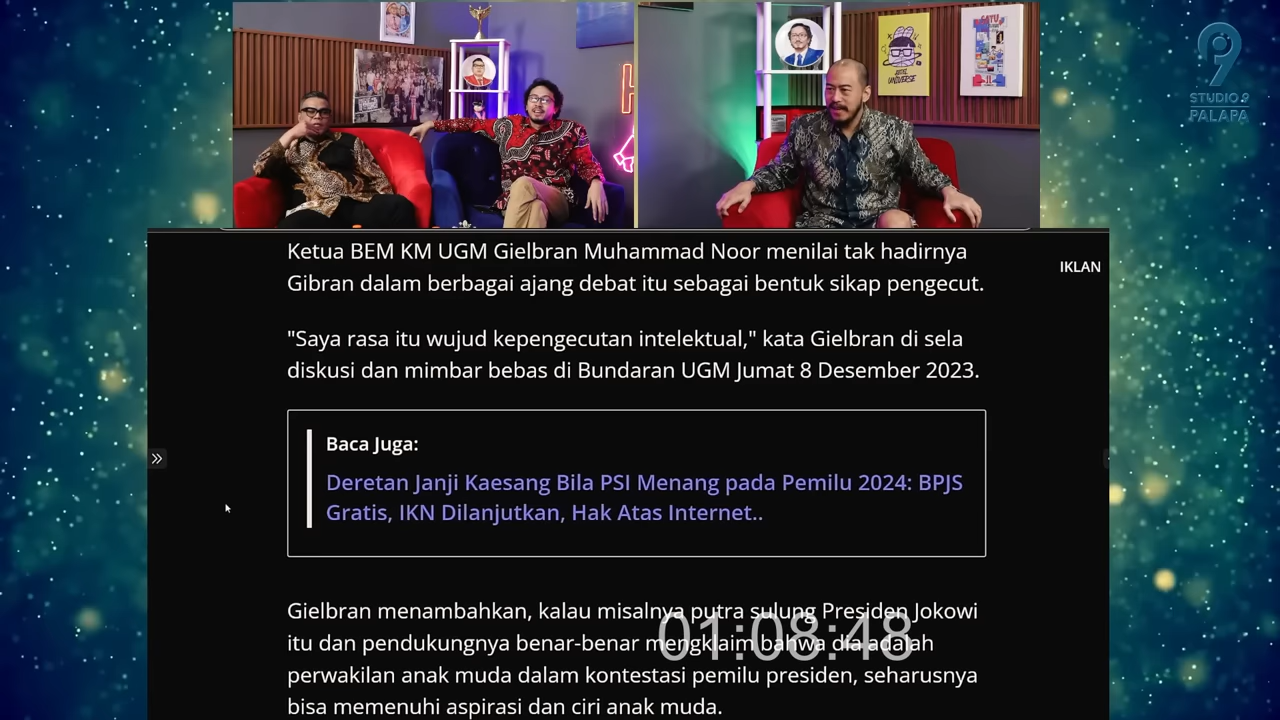 STUDIO.9
PALAPA
Ketua BEM KM UGM Gielbran Muhammad Noor menilai tak hadirnya
Gibran dalam berbagai ajang debat itu sebagai bentuk sikap pengecut.
IKLAN
"Saya rasa itu wujud kepengecutan intelektual," kata Gielbran di sela
diskusi dan mimbar bebas di Bundaran UGM Jumat 8 Desember 2023.
Baca Juga:
Deretan Janji Kaesang Bila PSI Menang pada Pemilu 2024: BPJS
Gratis, IKN Dilanjutkan, Hak Atas Internet..
Gielbran menambahkan, kalau misalnya putra sulung Presiden Jokowi
itu dan pendukungnya benar-benar mengklaim bahwa dia adalah
01:08:48
perwakilan anak muda dalam kontestasi pemilu presiden, seharusnya
bisa memenuhi aspirasi dan ciri anak muda.